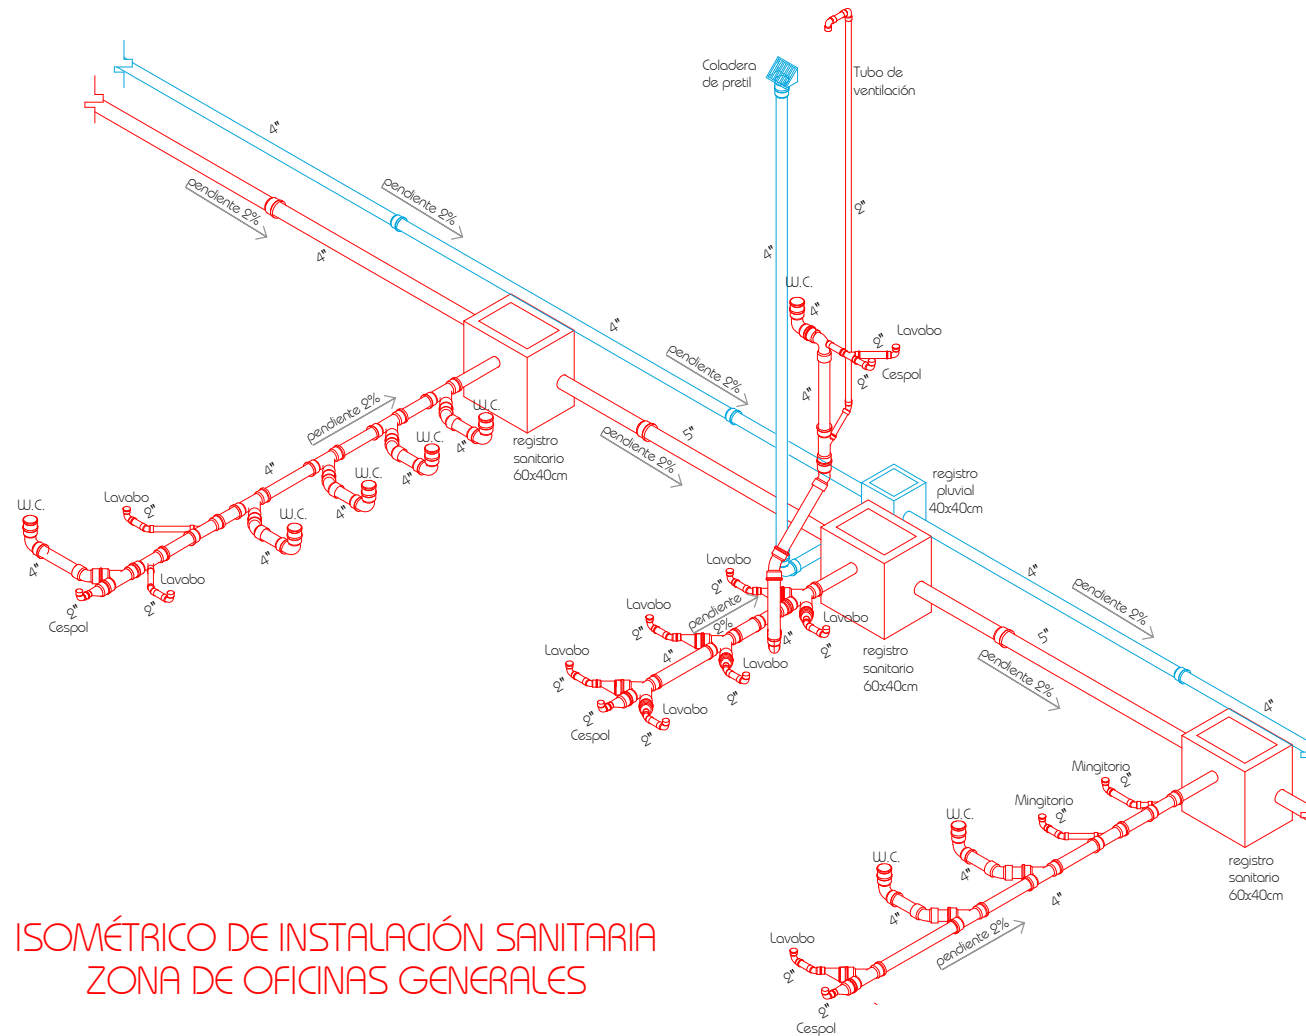 Coladera
de pretil
Tubo de
ventilación
4"
pendiente 2%
pendiente 2%
4"
2"
4"
W.C.
4"
2"
Lavabo
Cespol
2"
4"
4"
pendiente 2%
pendiente 2%
W.C.
W.C.
W.C.
W.C.
4"
4"
4"
4"
4"
registro
sanitario
60x40cm
5"
pendiente 2%
registro
pluvial
40x40cm
W.C.
4"
Lavabo
2"
Lavabo
2"
2"
Cespol
Lavabo
2"
pendiente
2%
Lavabo
2"
4"
Lavabo
2"
4"
Lavabo
2"
Lavabo
2"
Lavabo
2"
2"
Cespol
registro
sanitario
60x40cm
4"
pendiente 2%
5"
pendiente 2%
4"
Mingitorio
2"
Mingitorio
2"
W.C.
4"
W.C.
4"
4"
pendiente 2%
Lavabo
2"
2"
Cespol
registro
sanitario
60x40cm
ISOMÉTRICO DE INSTALACIÓN SANITARIA
ZONA DE OFICINAS GENERALES